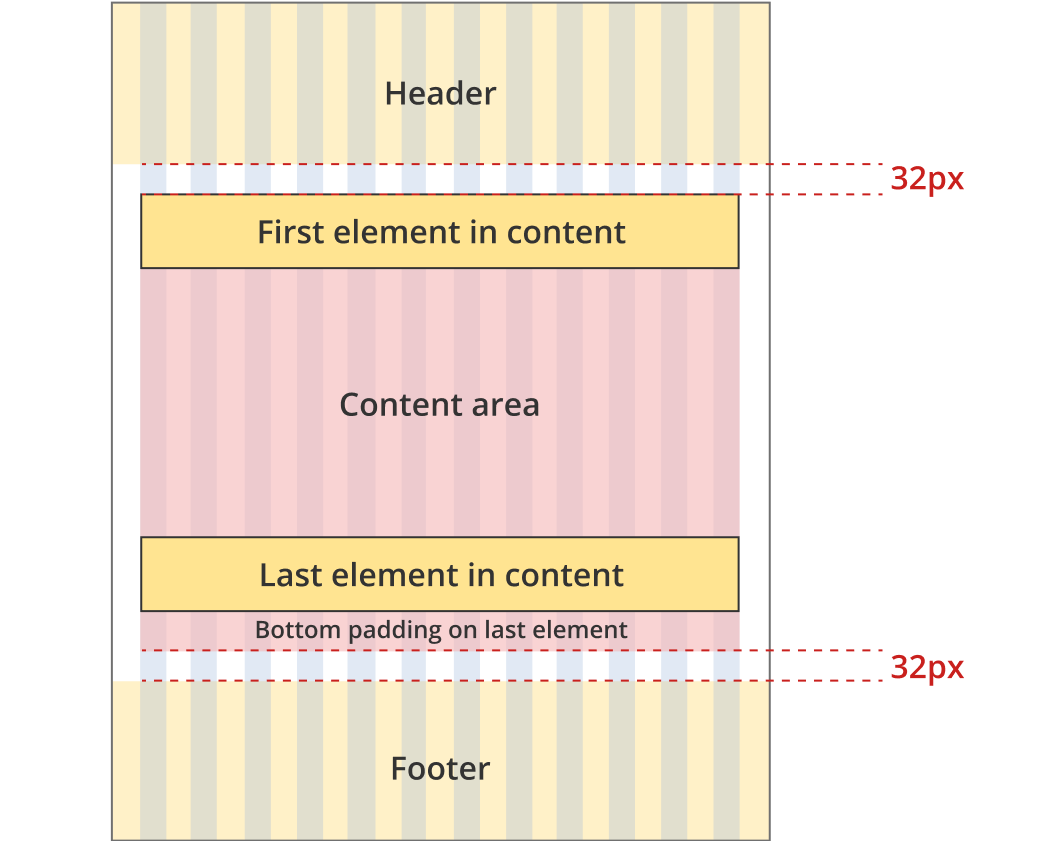 Header
32px
First element in content
Content area
Last element in content
Bottom padding on last element
32px
Footer